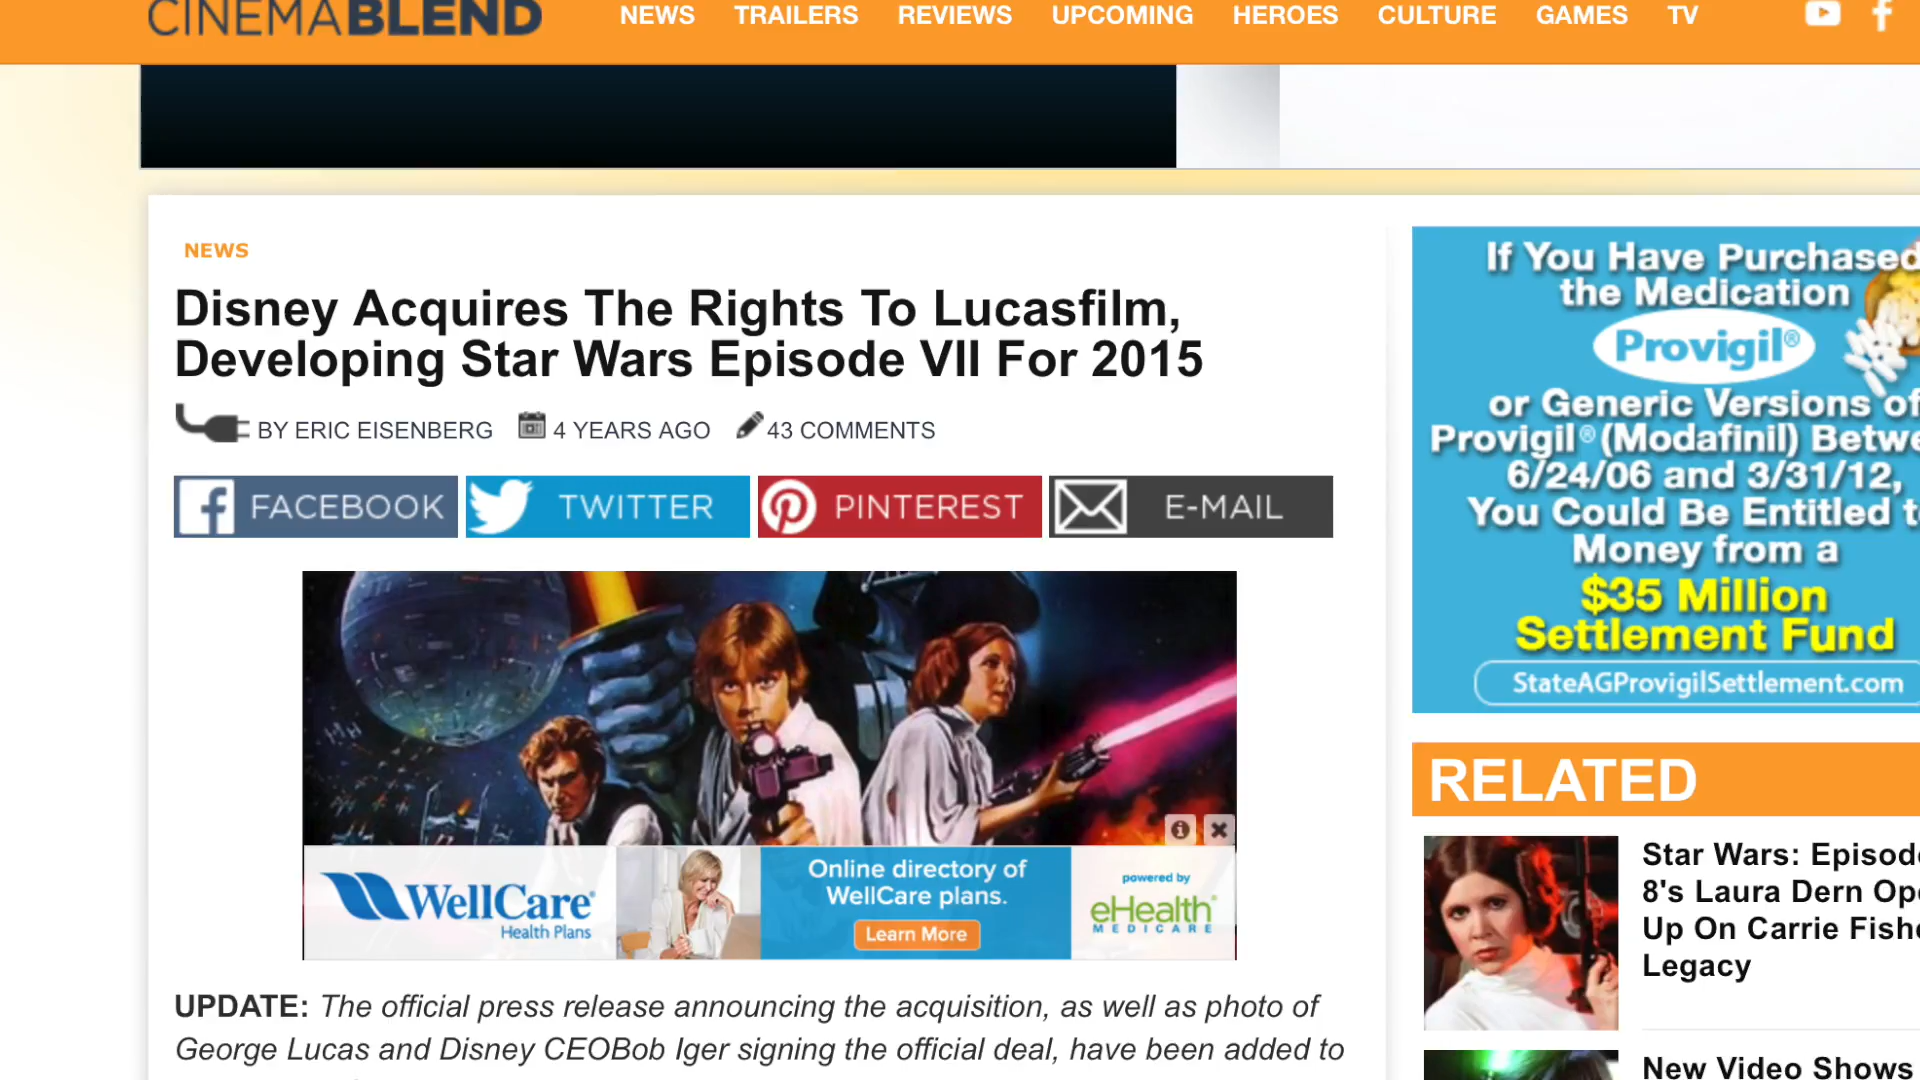 CINEMABLEND
NEWS TRAILERS REVIEWS UPCOMING HEROES CULTURE GAMES TV
NEWS
Disney Acquires The Rights To Lucasfilm,
Developing Star Wars Episode VII For 2015
BY ERIC EISENBERG 4 YEARS AGO 43 COMMENTS
FACEBOOK TWITTER PINTEREST E-MAIL
WellCare®
Health Plans
Online directory of
WellCare plans.
Learn More
powered by
eHealth®
MEDICARE
UPDATE: The official press release announcing the acquisition, as well as photo of
George Lucas and Disney CEOBob Iger signing the official deal, have been added to
If You Have Purchased
the Medication
Provigil®
or Generic Versions of
Provigil® (Modafinil) Betwe
6/24/06 and 3/31/12,
You Could Be Entitled t
Money from a
$35 Million
Settlement Fund
StateAGProvigilSettlement.com
RELATED
Star Wars: Episode
8's Laura Dern Ope
Up On Carrie Fishe
Legacy
New Video Shows